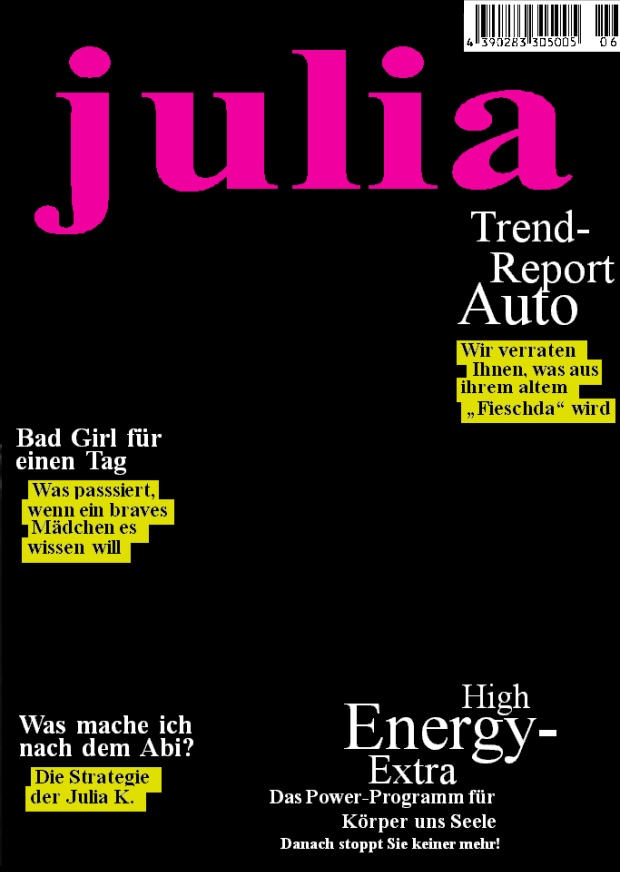 4 390283 305005 06
julia
Trend-
Report
Auto
Wir verraten
Ihnen, was aus
ihrem altem
„Fieschda“ wird
Bad Girl für
einen Tag
Was passsiert,
wenn ein braves
Mädchen es
wissen will
Was mache ich
nach dem Abi?
Die Strategie
der Julia K.
High
Energy-
Extra
Das Power-Programm für
Körper uns Seele
Danach stoppt Sie keiner mehr!